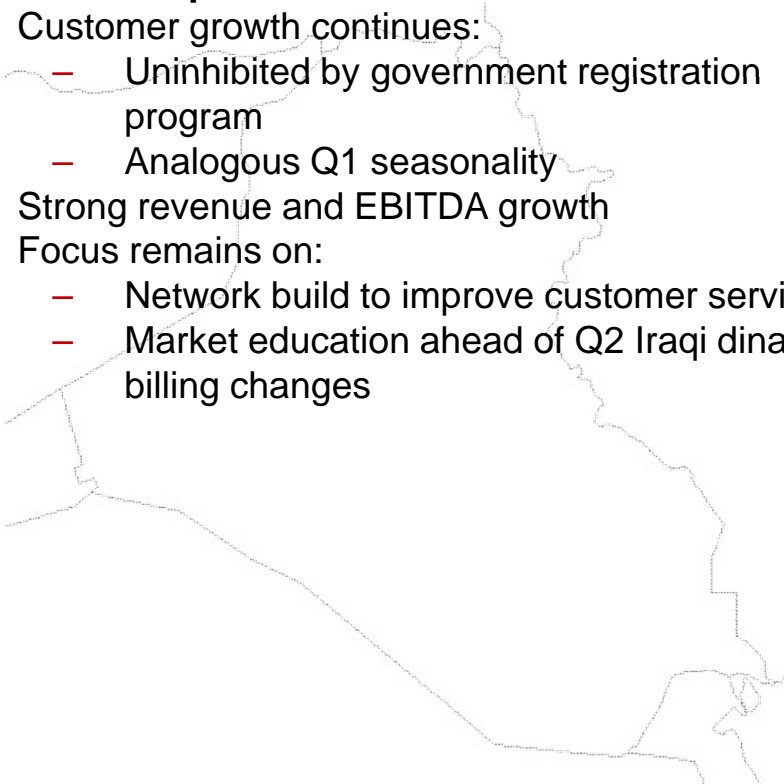 Customer growth continues:
– Uninhibited by government registration
program
– Analogous Q1 seasonality
Strong revenue and EBITDA growth
Focus remains on:
– Network build to improve customer servi
– Market education ahead of Q2 Iraqi dina
billing changes